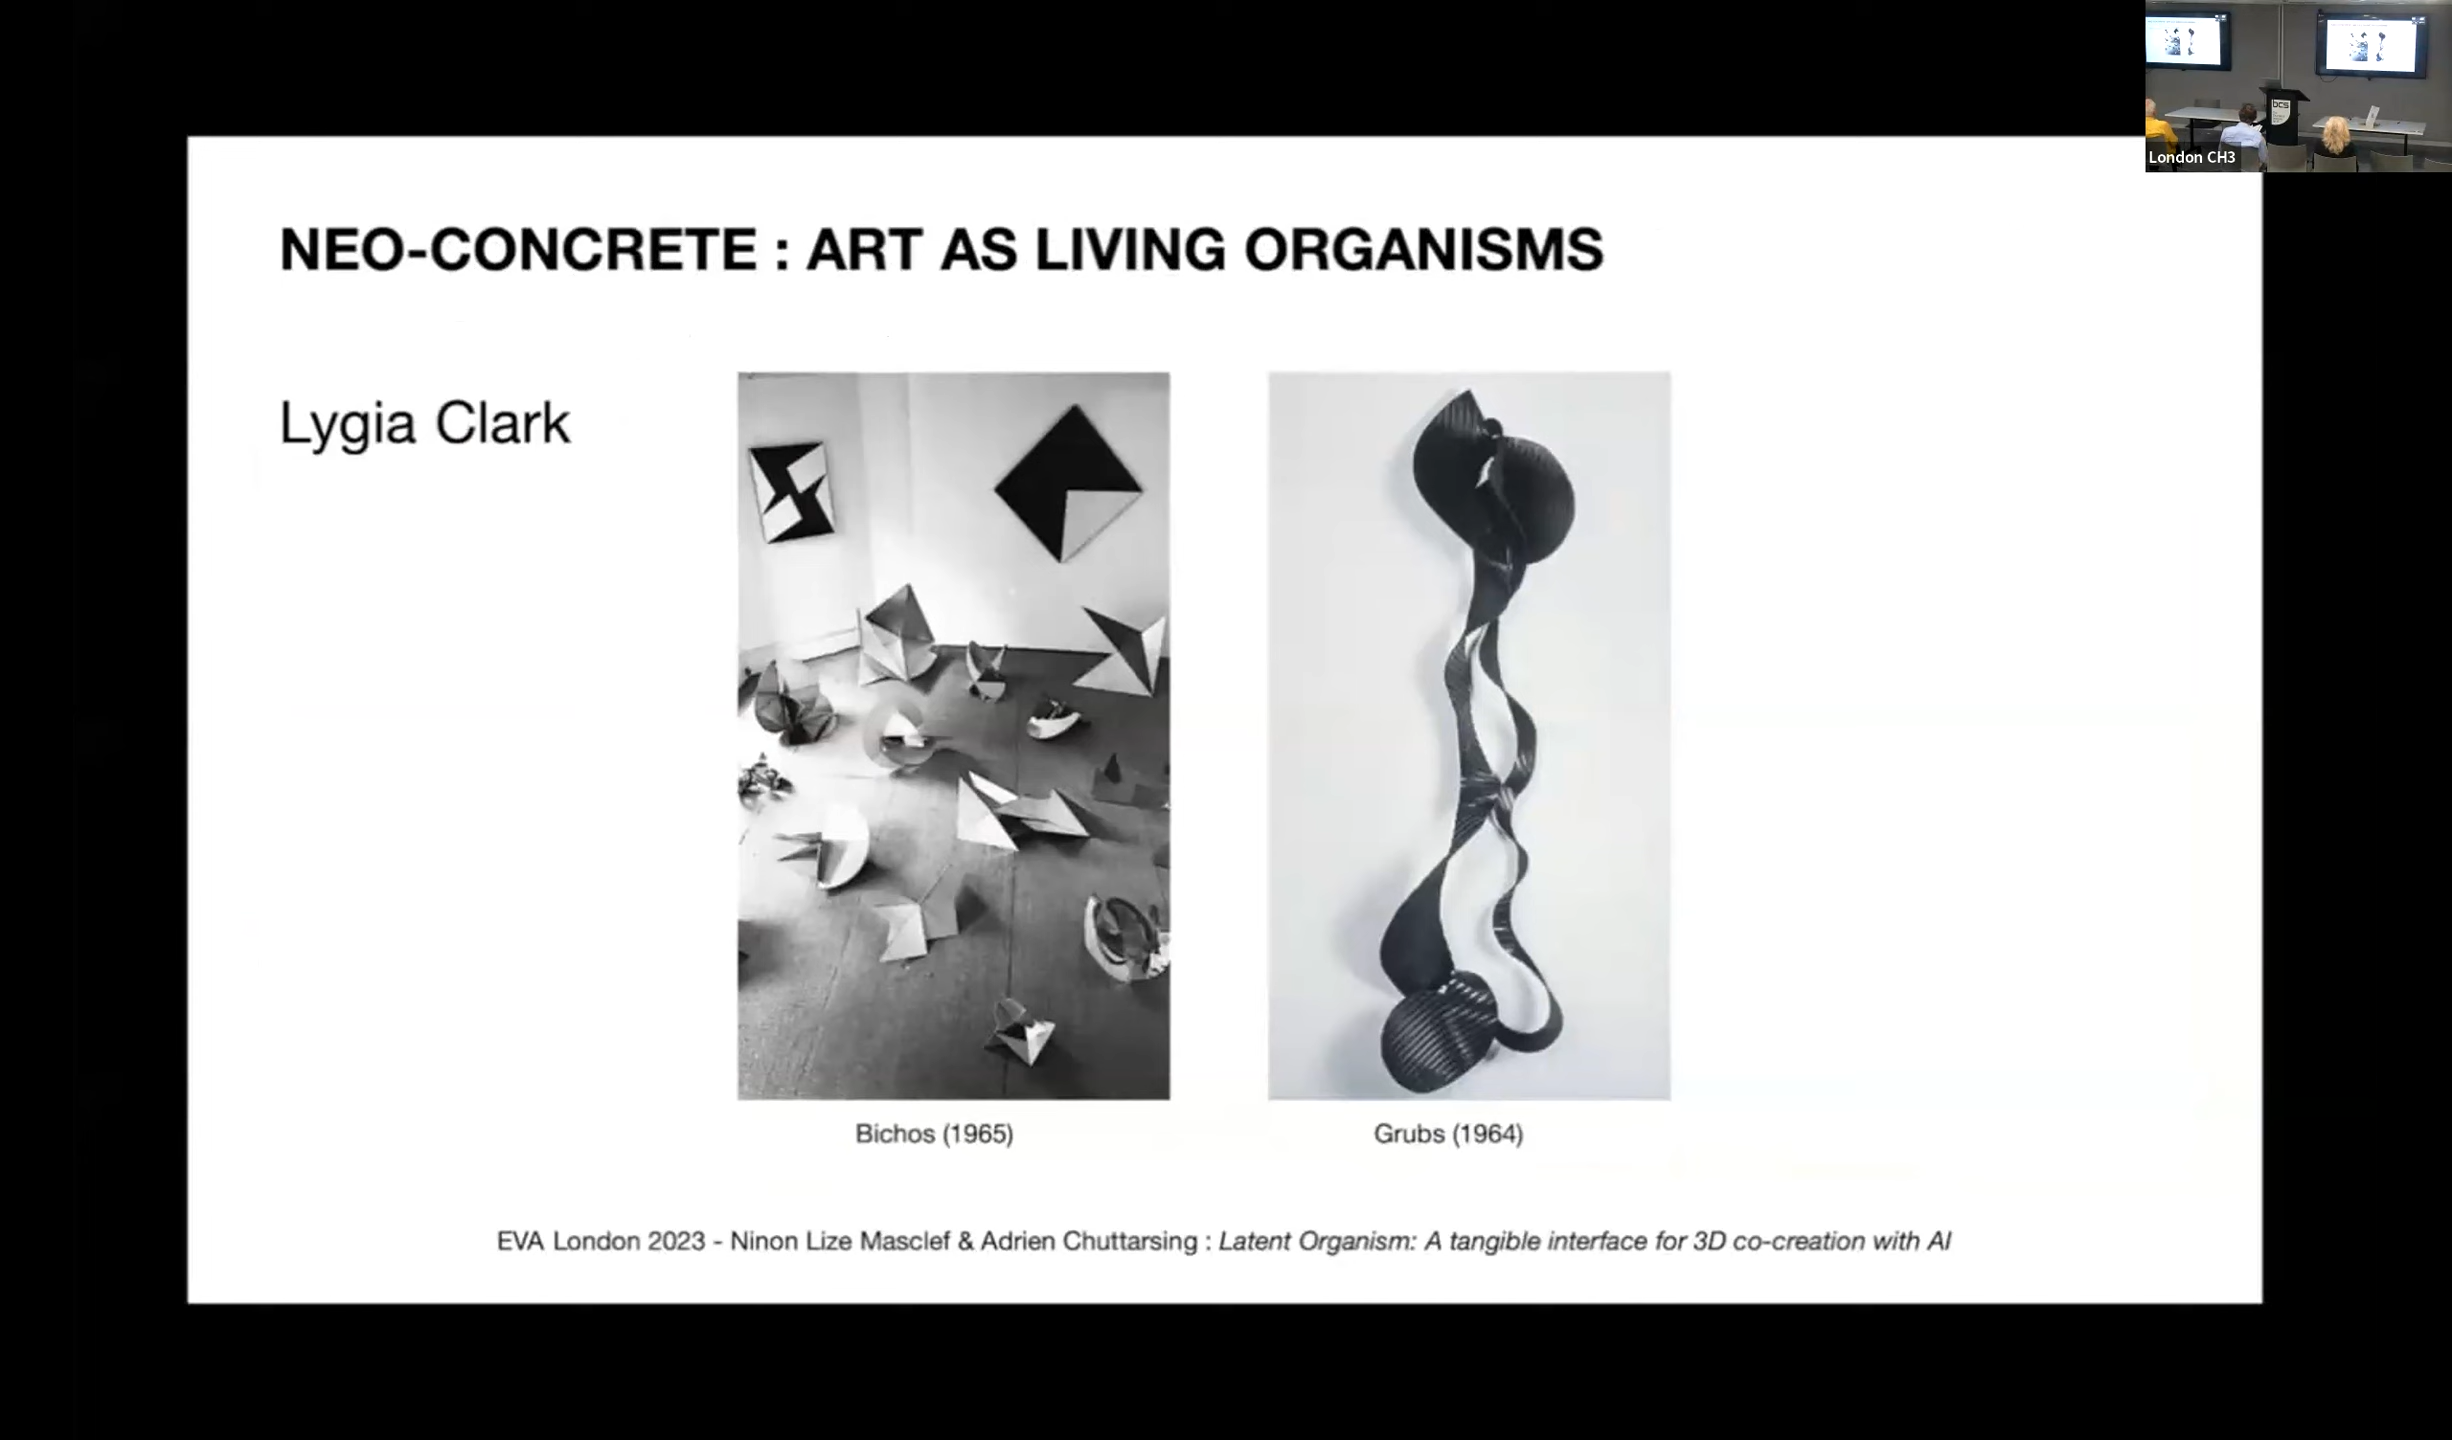 London CH3
bcs
NEO-CONCRETE : ART AS LIVING ORGANISMS
Lygia Clark
Bichos (1965)
Grubs (1964)
EVA London 2023 - Ninon Lize Masclef & Adrien Chuttarsing : Latent Organism: A tangible interface for 3D co-creation with AI